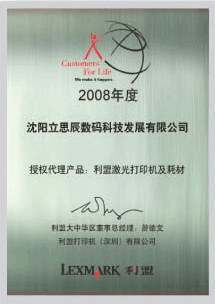 Customers
For Life
We make it happen
2008年度
沈阳立思辰数码科技发展有限公司
授权代理产品：利盟激光打印机及耗材
利盟大中华区董事总经理：
利盟打印机（深圳）有限公司
LEXMARK 利盟